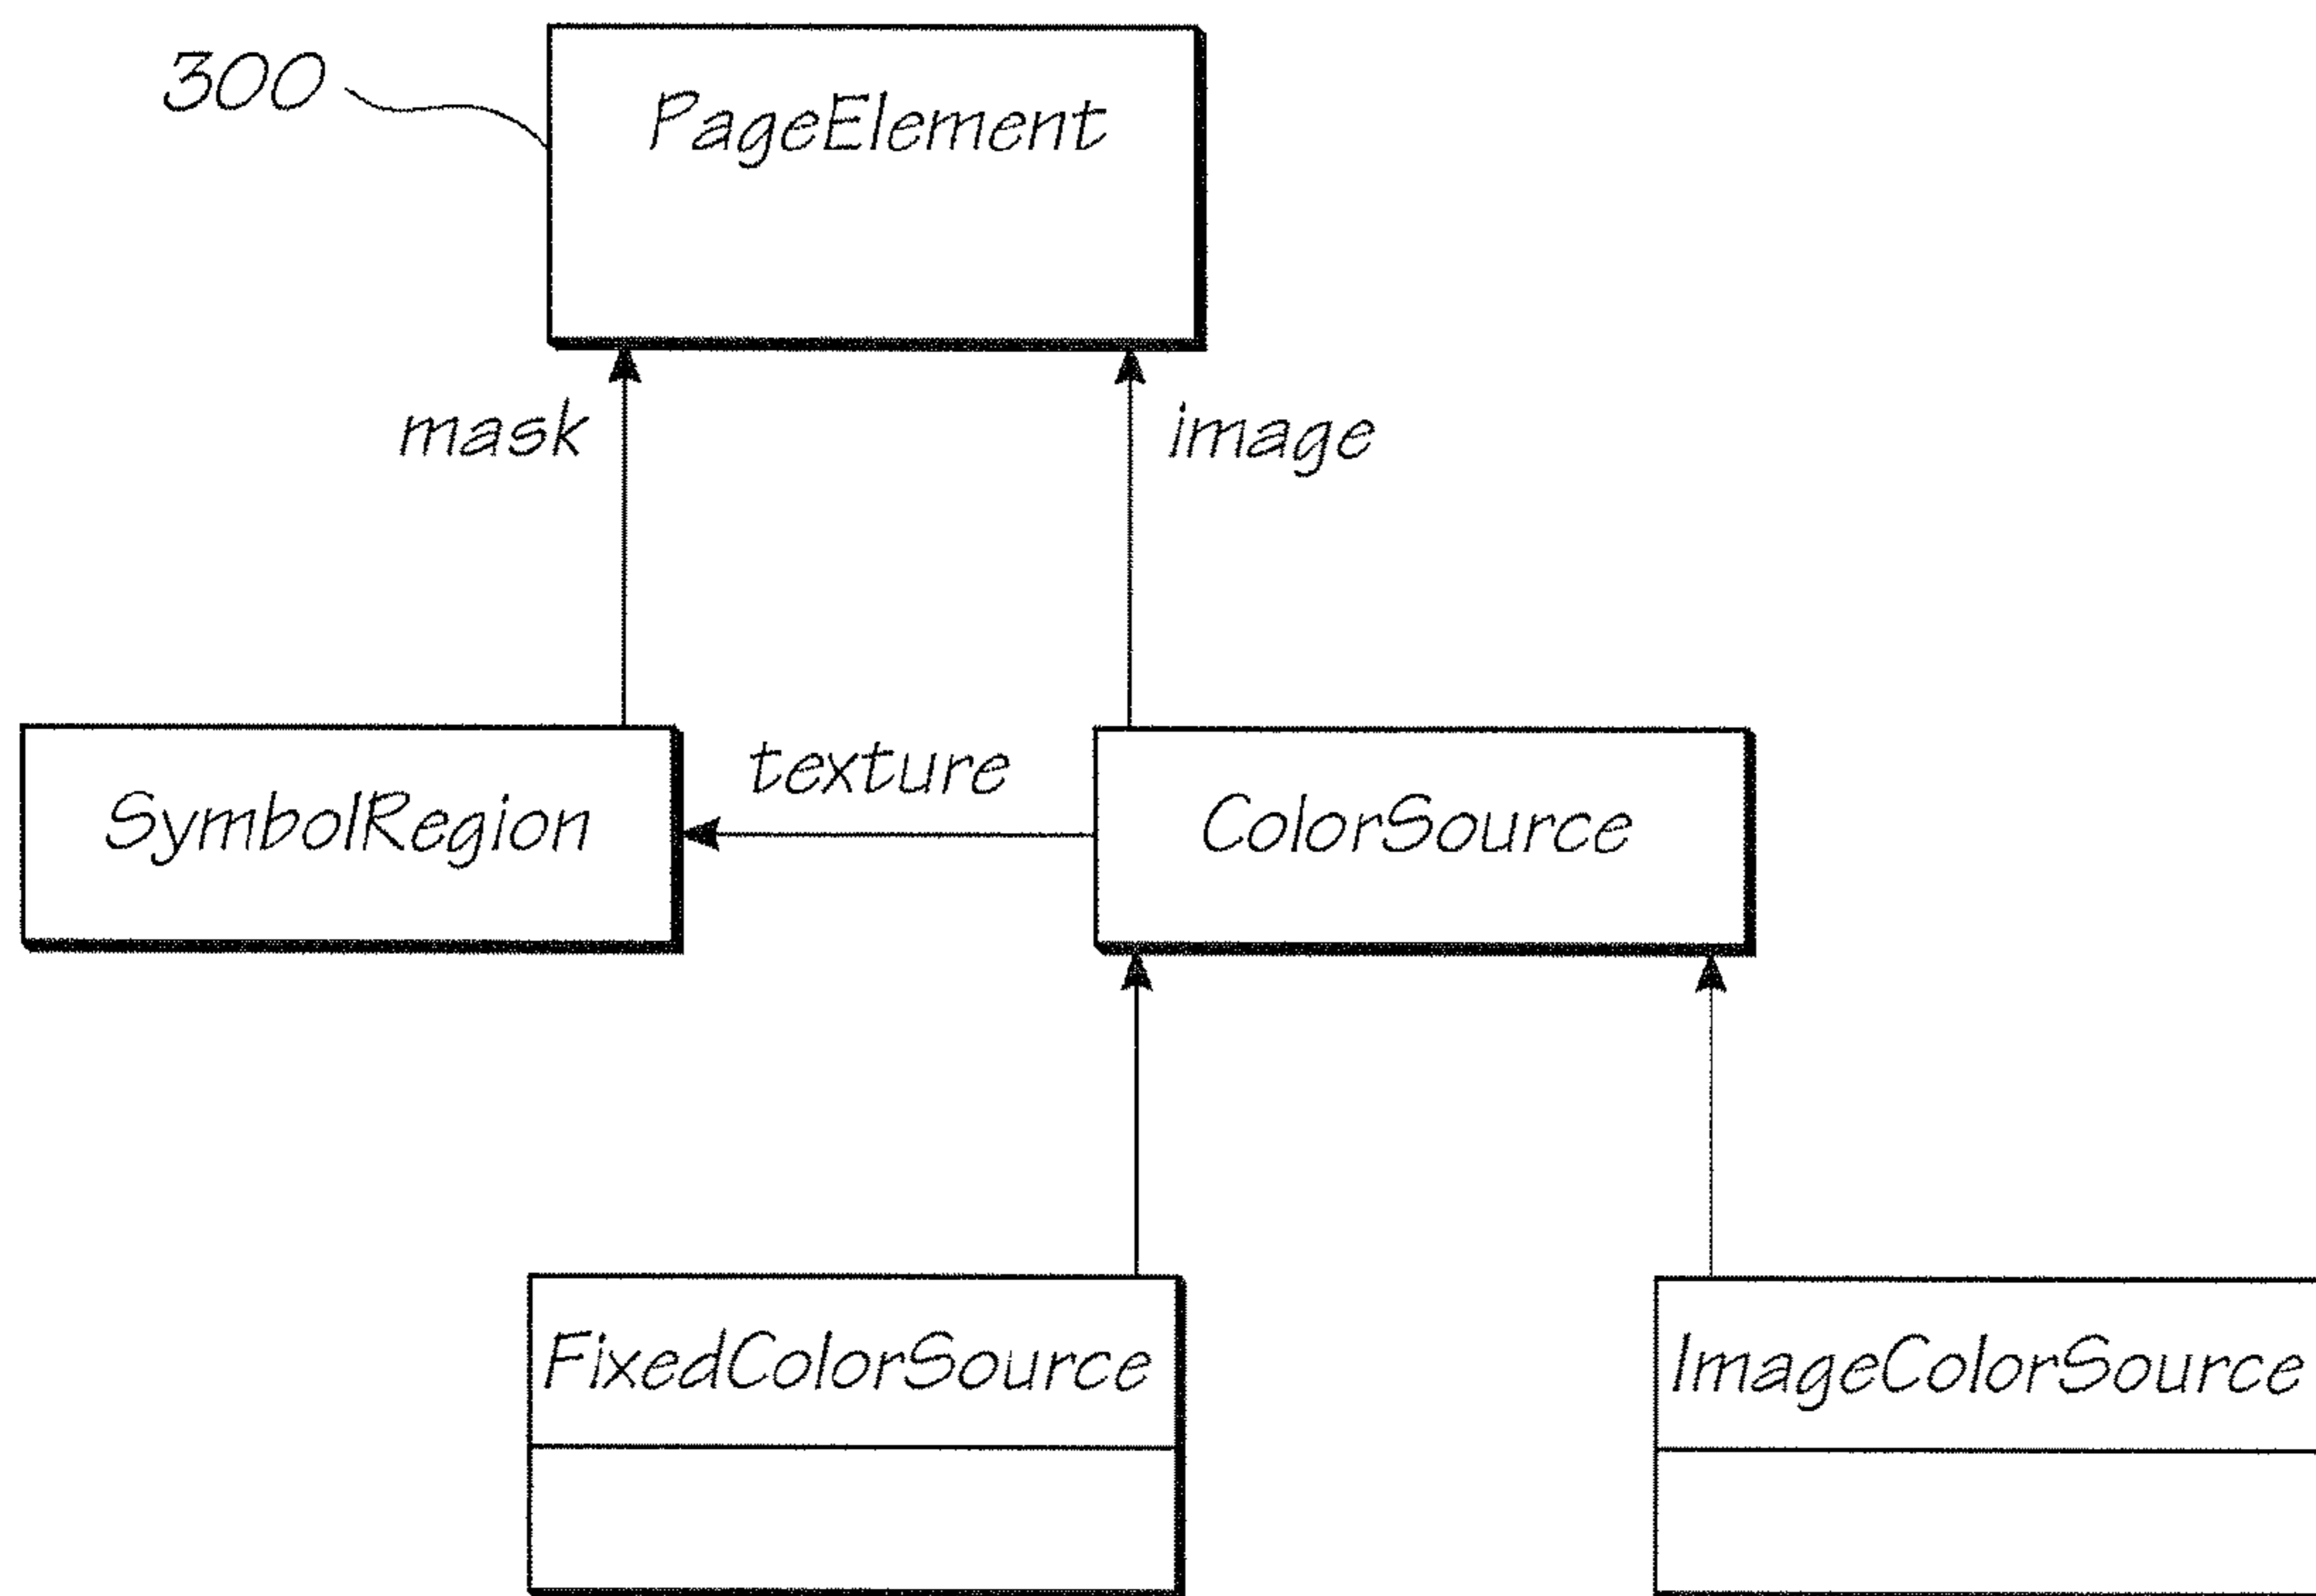 300
PageElement
mask
image
SymbolRegion
texture
ColorSource
FixedColorSource
ImageColorSource